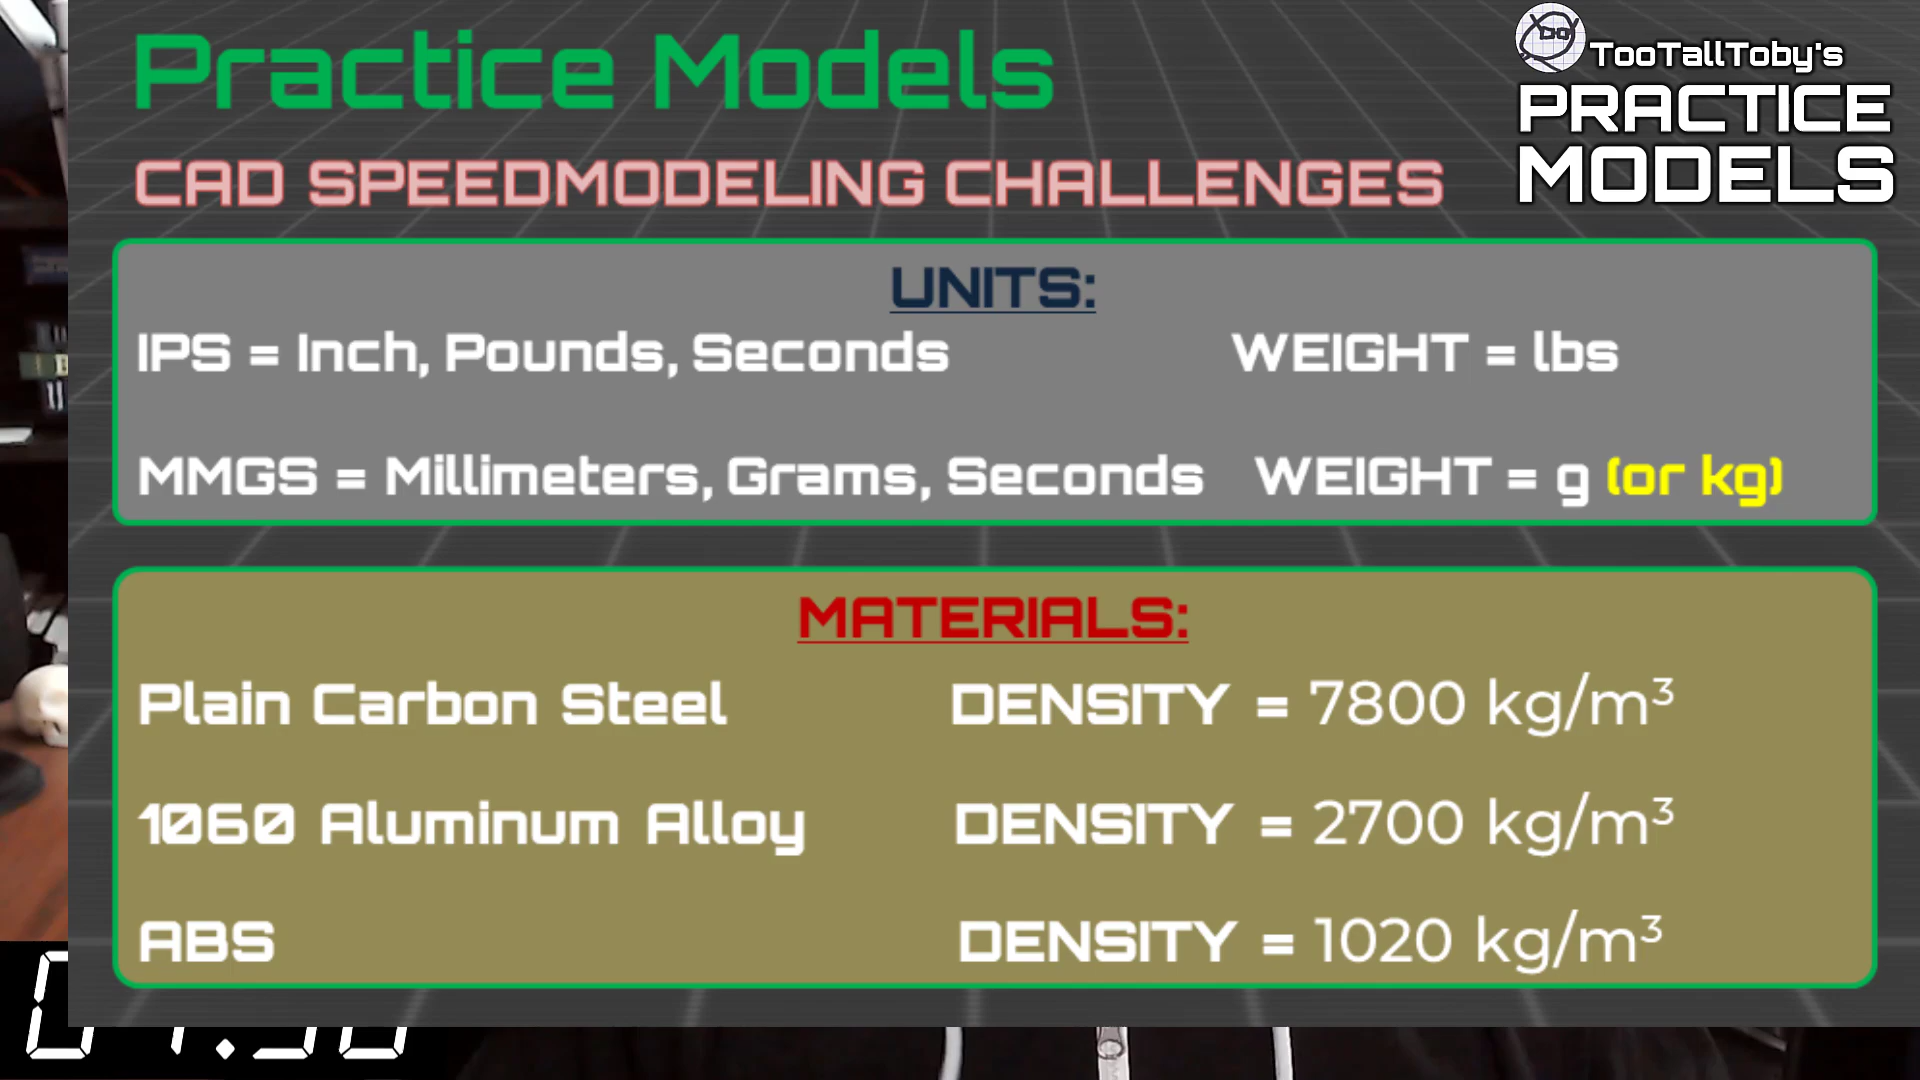 Practice Models
TooTallToby's
PRACTICE
MODELS
CAD SPEEDMODELING CHALLENGES
UNITS:
IPS = Inch, Pounds, Seconds WEIGHT = lbs
MMGS = Millimeters, Grams, Seconds WEIGHT = g (or kg)
MATERIALS:
Plain Carbon Steel DENSITY = 7800 kg/m³
1060 Aluminum Alloy DENSITY = 2700 kg/m³
ABS DENSITY = 1020 kg/m³